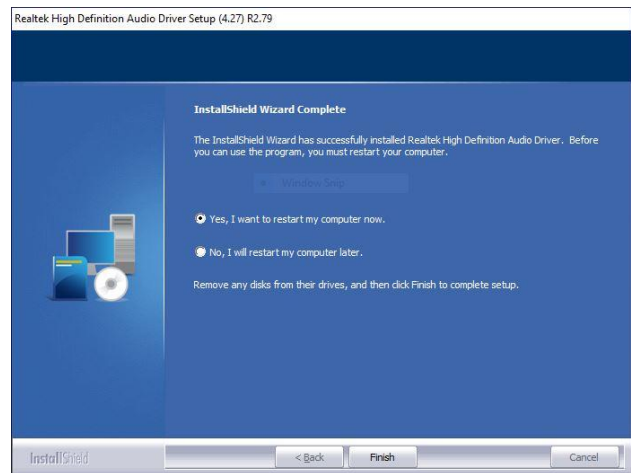 Realtek High Definition Audio Driver Setup (4.27) R2.79
InstallShield Wizard Complete
The InstallShield Wizard has successfully installed Realtek High Definition Audio Driver. Before
you can use the program, you must restart your computer.
Window Snip
Yes, I want to restart my computer now.
No, I will restart my computer later.
Remove any disks from their drives, and then click Finish to complete setup.
InstallShield
< Back
Finish
Cancel